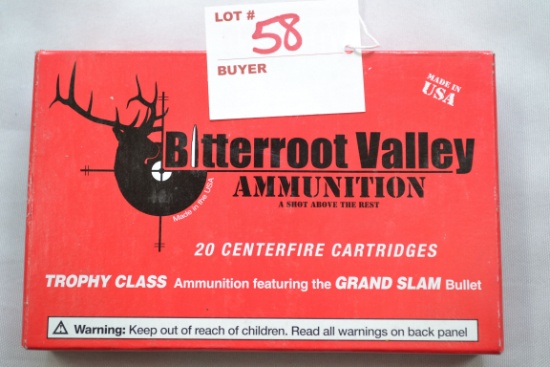 LOT # 58
BUYER
MADE IN
USA
Bitterroot Valley
AMMUNITION
A SHOT ABOVE THE REST
Made in the USA
20 CENTERFIRE CARTRIDGES
TROPHY CLASS Ammunition featuring the GRAND SLAM Bullet
Warning: Keep out of reach of children. Read all warnings on back panel